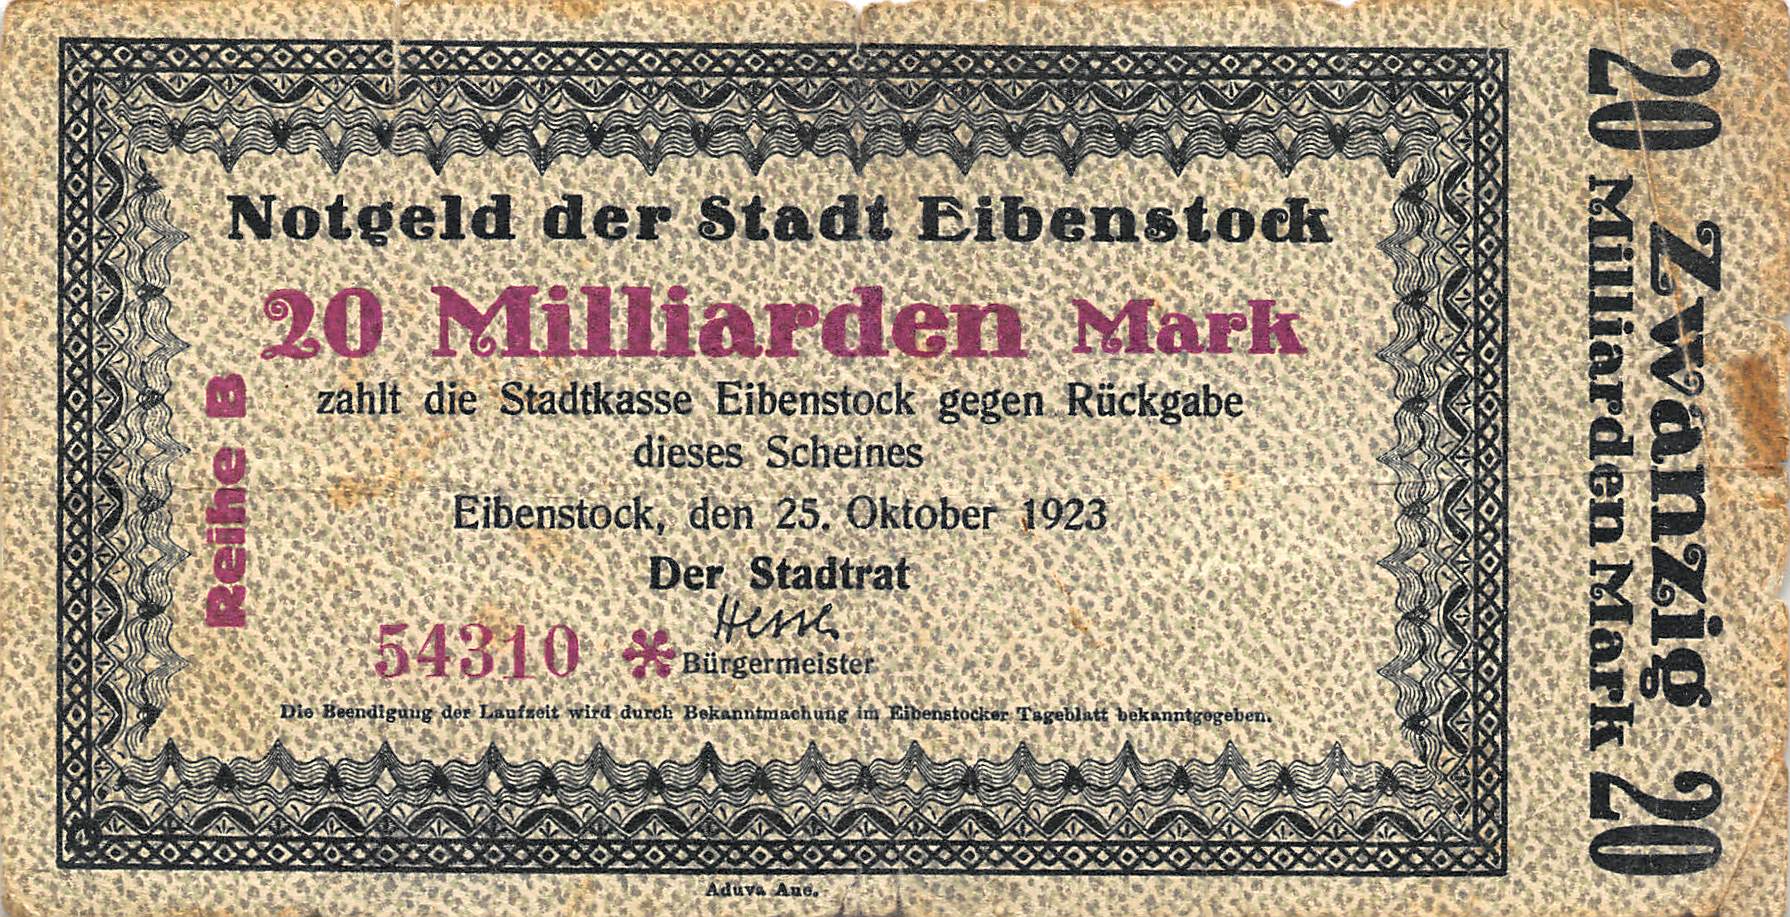 Notgeld der Stadt Eibenstock
20 Milliarden Mark
zahlt die Stadtkasse Eibenstock gegen Rückgabe
dieses Scheines
Eibenstock, den 25. Oktober 1923
Der Stadtrat
Hesse
Bürgermeister
54310 *
Die Beendigung der Laufzeit wird durch Bekanntmachung im Eibenstocker Tageblatt bekanntgegeben.
Reihe B
20 Zwanzig 20
Milliarden Mark
Aduva Aue.